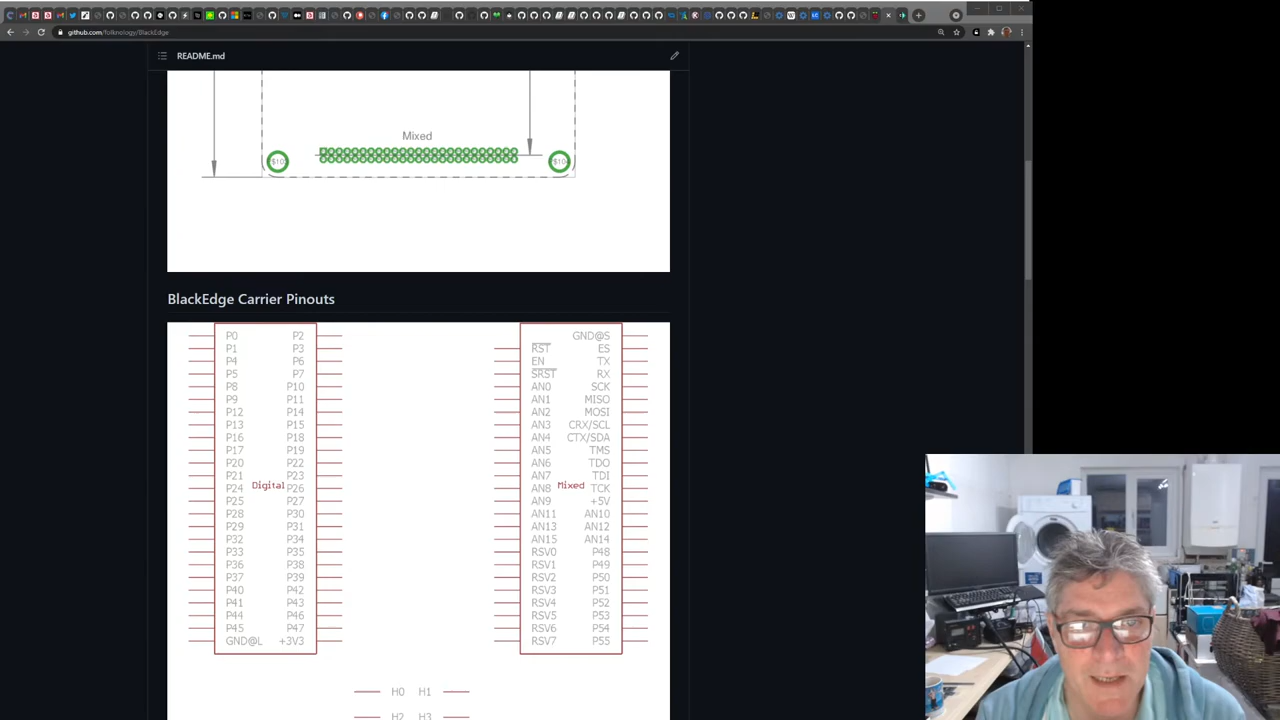 github.com/folknology/BlackEdge
README.md
Mixed
BlackEdge Carrier Pinouts
P0 P2
P1 P3
P4 P6
P5 P7
P8 P10
P9 P11
P12 P14
P13 P15
P16 P18
P17 P19
P20 P22
P21 P23
Digital
P24 P26
P25 P27
P28 P30
P29 P31
P32 P34
P33 P35
P36 P38
P37 P39
P40 P42
P41 P43
P44 P46
P45 P47
GND@L +3V3
GND@S
RST ES
EN TX
SRST RX
AN0 SCK
AN1 MISO
AN2 MOSI
AN3 CRX/SCL
AN4 CTX/SDA
AN5 TMS
AN6 TDO
AN7 TDI
Mixed
AN8 TCK
AN9 +5V
AN11 AN10
AN13 AN12
AN15 AN14
RSV0 P48
RSV1 P49
RSV2 P50
RSV3 P51
RSV4 P52
RSV5 P53
RSV6 P54
RSV7 P55
H0 H1
H2 H3